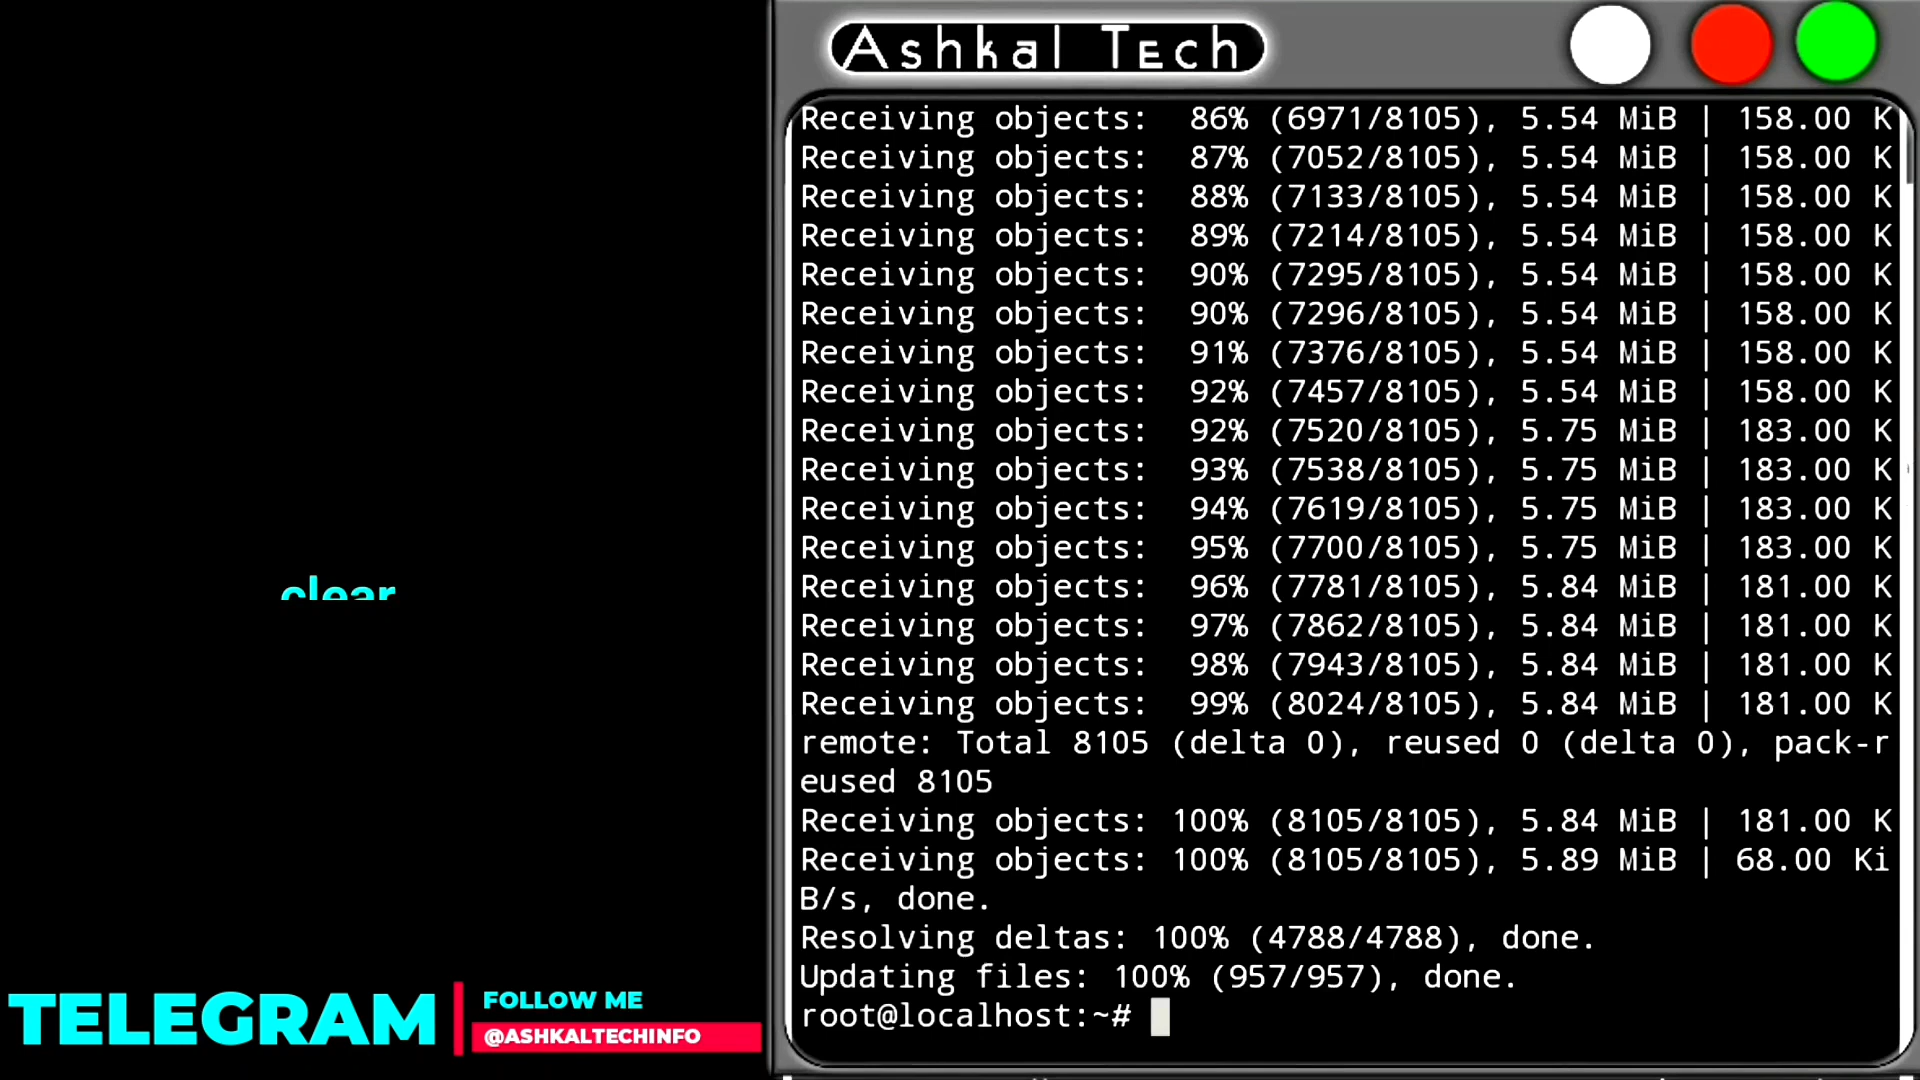 clear
TELEGRAM
FOLLOW ME
@ASHKALTECHINFO
Ashkal Tech
Receiving objects:  86% (6971/8105), 5.54 MiB | 158.00 K
Receiving objects:  87% (7052/8105), 5.54 MiB | 158.00 K
Receiving objects:  88% (7133/8105), 5.54 MiB | 158.00 K
Receiving objects:  89% (7214/8105), 5.54 MiB | 158.00 K
Receiving objects:  90% (7295/8105), 5.54 MiB | 158.00 K
Receiving objects:  90% (7296/8105), 5.54 MiB | 158.00 K
Receiving objects:  91% (7376/8105), 5.54 MiB | 158.00 K
Receiving objects:  92% (7457/8105), 5.54 MiB | 158.00 K
Receiving objects:  92% (7520/8105), 5.75 MiB | 183.00 K
Receiving objects:  93% (7538/8105), 5.75 MiB | 183.00 K
Receiving objects:  94% (7619/8105), 5.75 MiB | 183.00 K
Receiving objects:  95% (7700/8105), 5.75 MiB | 183.00 K
Receiving objects:  96% (7781/8105), 5.84 MiB | 181.00 K
Receiving objects:  97% (7862/8105), 5.84 MiB | 181.00 K
Receiving objects:  98% (7943/8105), 5.84 MiB | 181.00 K
Receiving objects:  99% (8024/8105), 5.84 MiB | 181.00 K
remote: Total 8105 (delta 0), reused 0 (delta 0), pack-r
eused 8105
Receiving objects: 100% (8105/8105), 5.84 MiB | 181.00 K
Receiving objects: 100% (8105/8105), 5.89 MiB | 68.00 Ki
B/s, done.
Resolving deltas: 100% (4788/4788), done.
Updating files: 100% (957/957), done.
root@localhost:~#